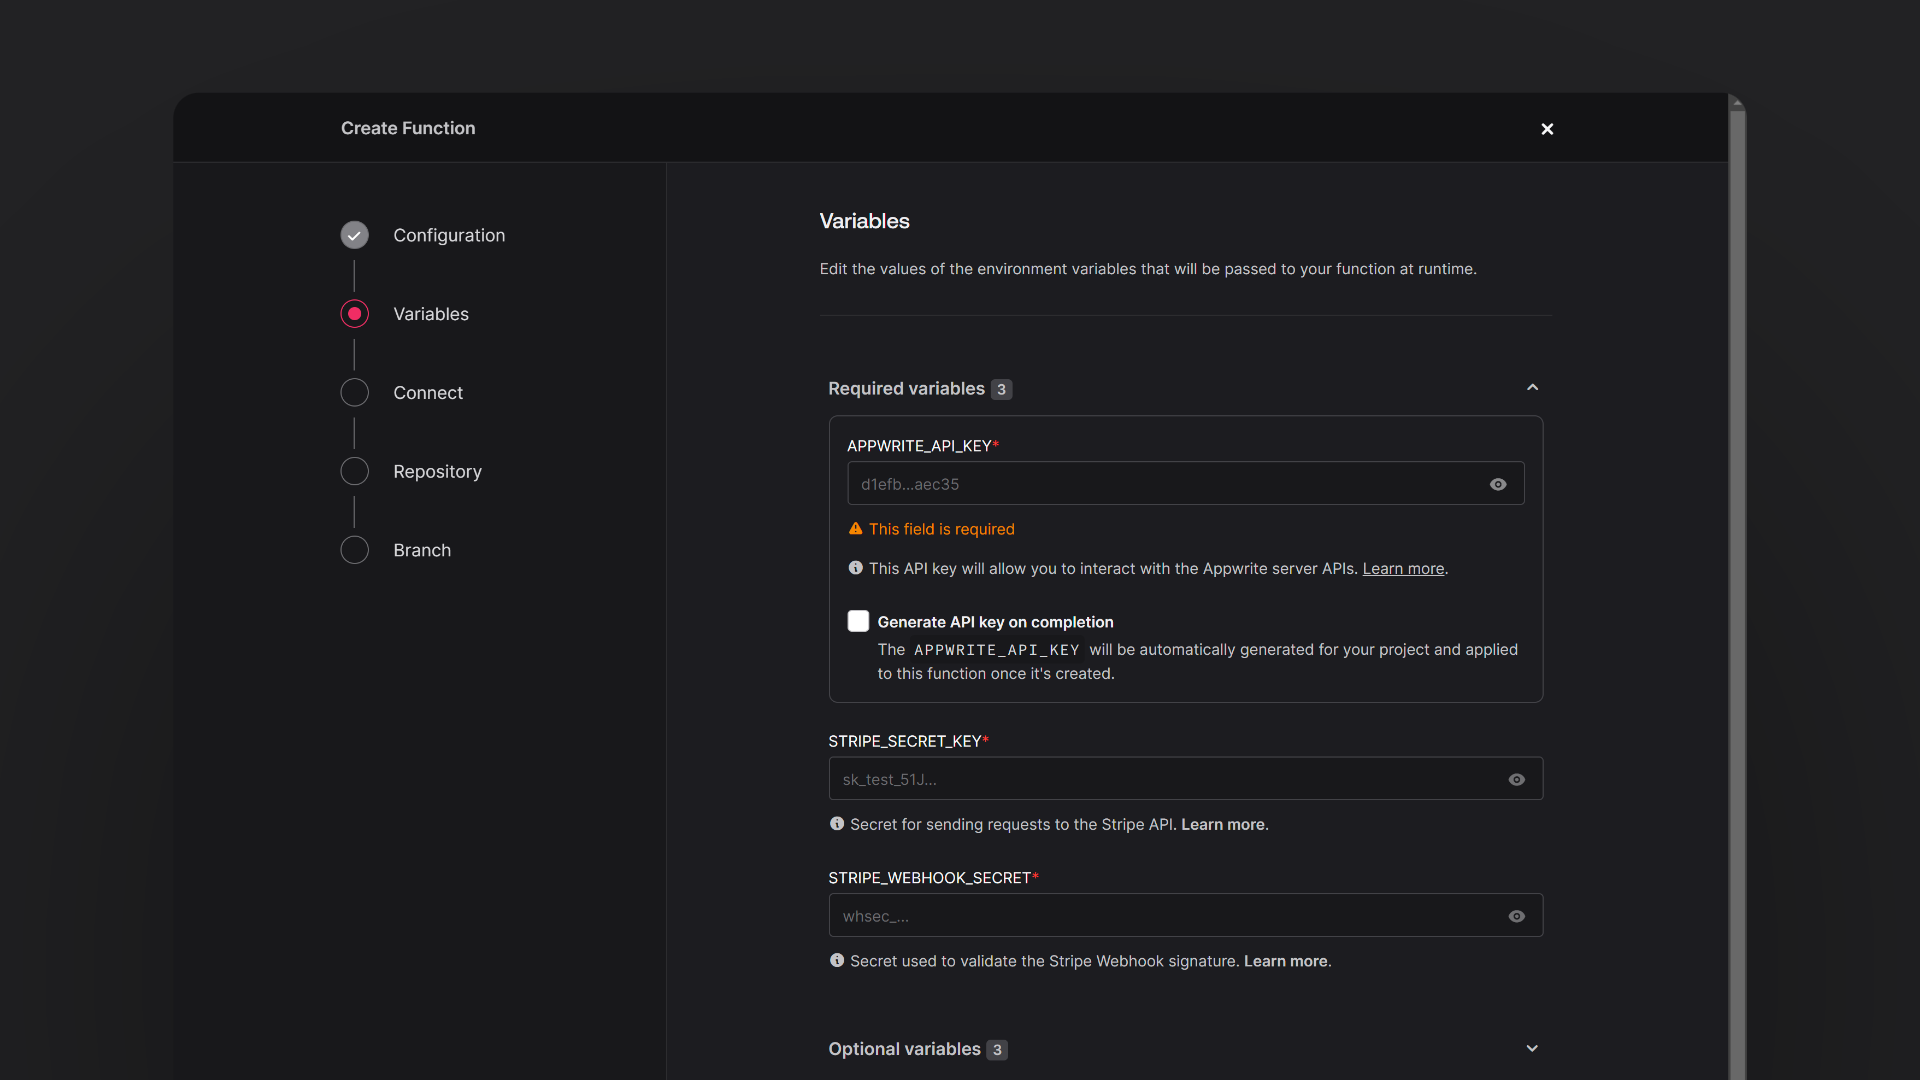 Create Function
Configuration
Variables
Connect
Repository
Branch
Variables
Edit the values of the environment variables that will be passed to your function at runtime.
Required variables 3
APPWRITE_API_KEY*
d1efb...aec35
This field is required
This API key will allow you to interact with the Appwrite server APIs. Learn more.
Generate API key on completion
The APPWRITE_API_KEY will be automatically generated for your project and applied
to this function once it's created.
STRIPE_SECRET_KEY*
sk_test_51J...
Secret for sending requests to the Stripe API. Learn more.
STRIPE_WEBHOOK_SECRET*
whsec_...
Secret used to validate the Stripe Webhook signature. Learn more.
Optional variables 3